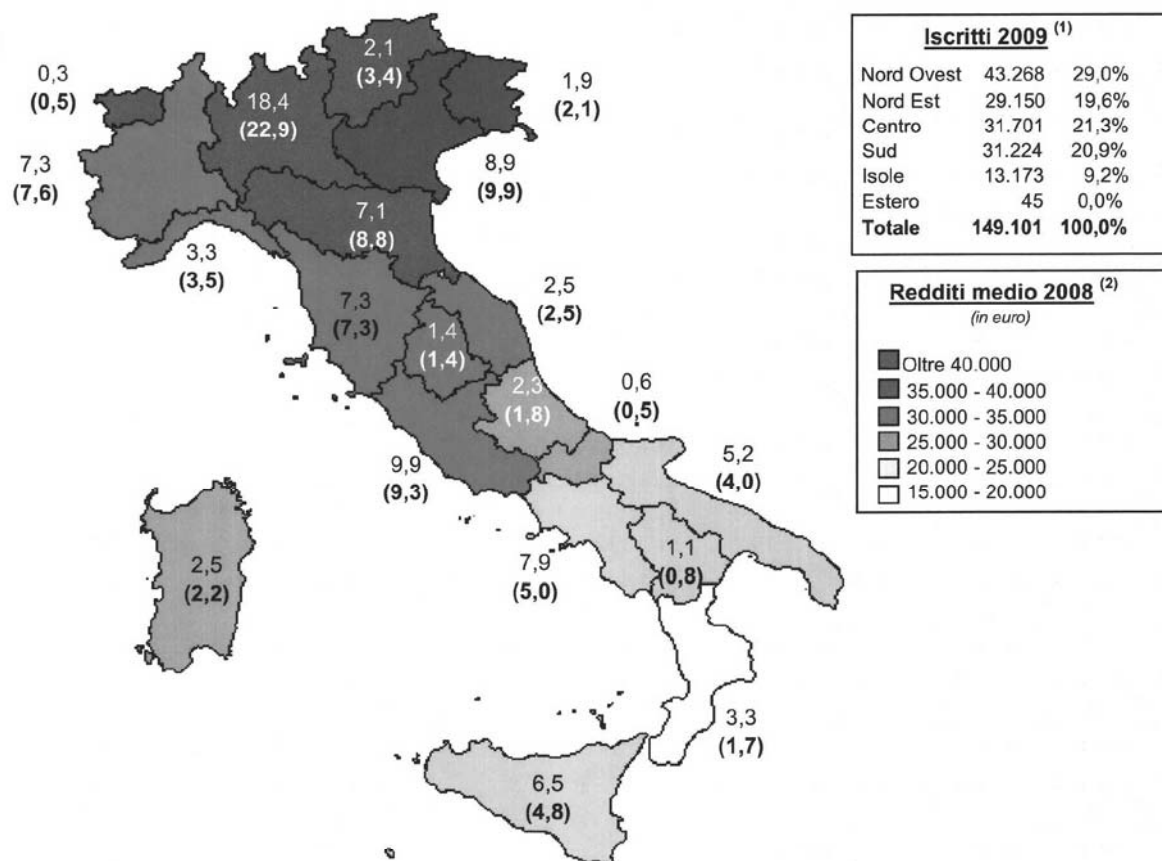 2,1
(3,4)
0,3
(0,5)
1,9
(2,1)
18,4
(22,9)
7,3
(7,6)
8,9
(9,9)
7,1
(8,8)
3,3
(3,5)
2,5
(2,5)
7,3
(7,3)
1,4
(1,4)
2,3
(1,8)
0,6
(0,5)
9,9
(9,3)
5,2
(4,0)
7,9
(5,0)
1,1
(0,8)
2,5
(2,2)
3,3
(1,7)
6,5
(4,8)
Iscritti 2009 (1)
Nord Ovest 43.268 29,0%
Nord Est 29.150 19,6%
Centro 31.701 21,3%
Sud 31.224 20,9%
Isole 13.173 9,2%
Estero 45 0,0%
Totale 149.101 100,0%
Redditi medio 2008 (2)
(in euro)
Oltre 40.000
35.000 - 40.000
30.000 - 35.000
25.000 - 30.000
20.000 - 25.000
15.000 - 20.000